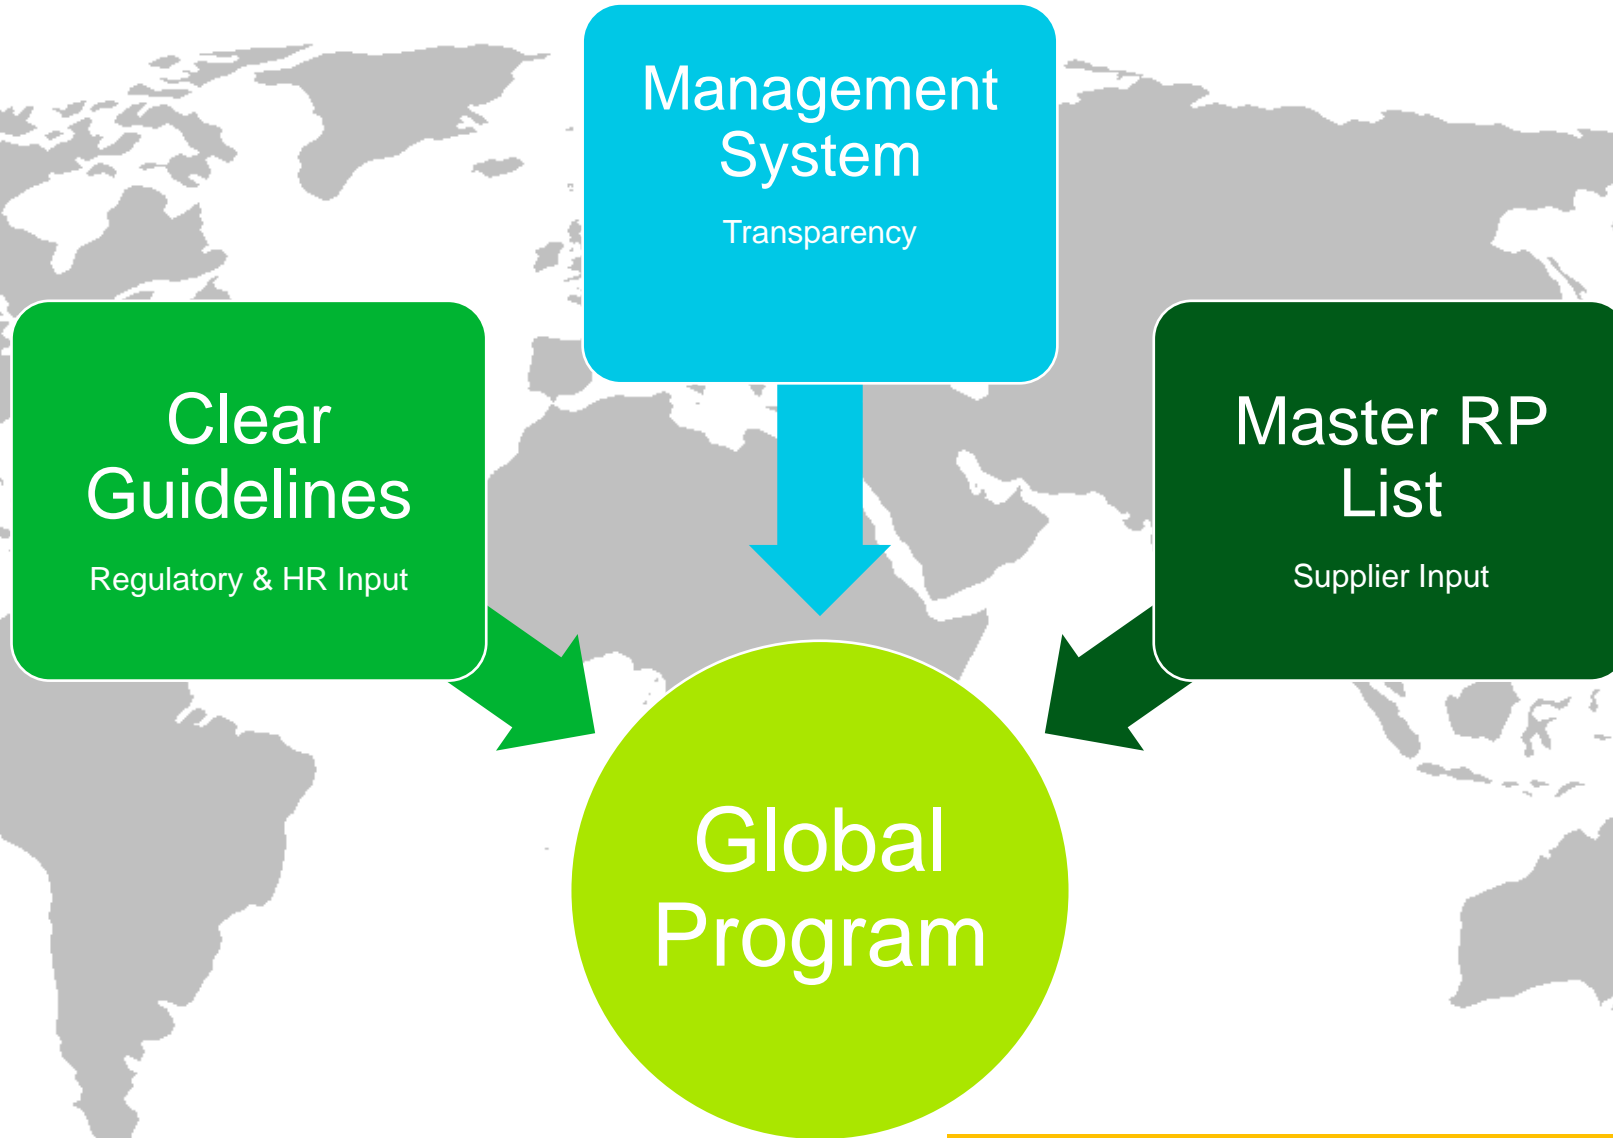 Management
System
Transparency
Clear
Guidelines
Regulatory & HR Input
Master RP
List
Supplier Input
Global
Program